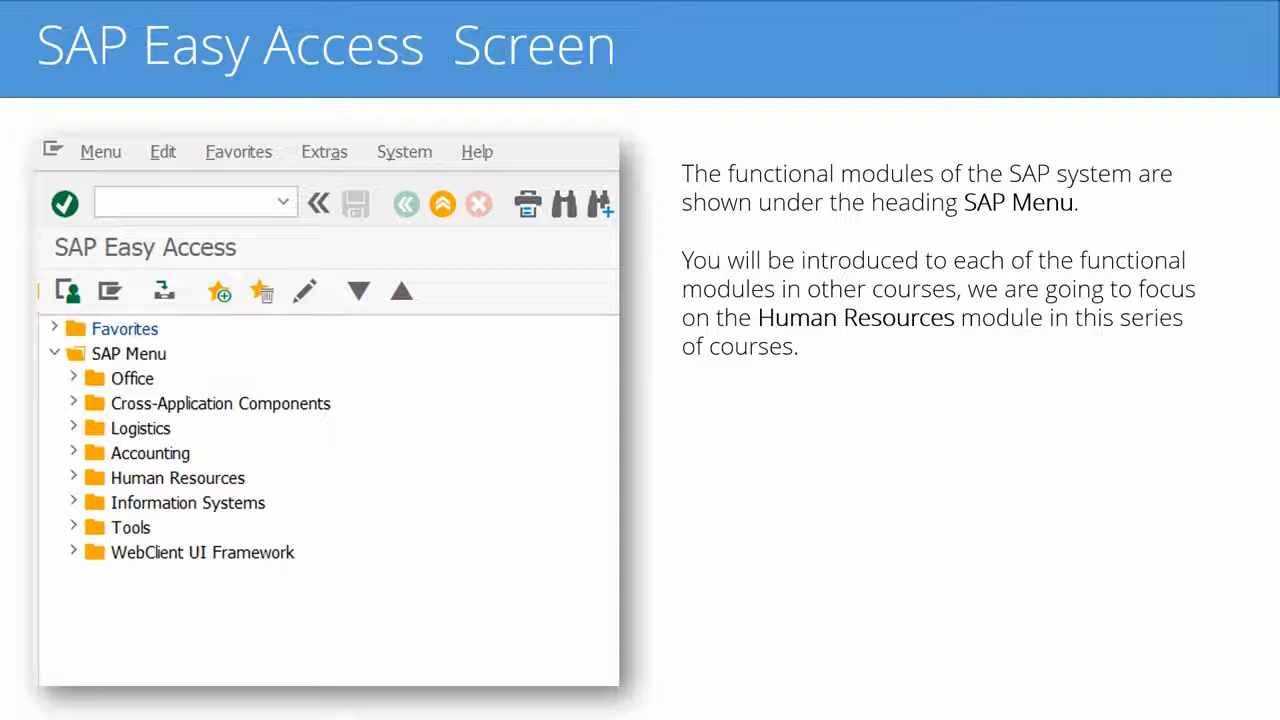 SAP Easy Access Screen
Menu Edit Favorites Extras System Help
SAP Easy Access
Favorites
SAP Menu
Office
Cross-Application Components
Logistics
Accounting
Human Resources
Information Systems
Tools
WebClient UI Framework
The functional modules of the SAP system are
shown under the heading SAP Menu.
You will be introduced to each of the functional
modules in other courses, we are going to focus
on the Human Resources module in this series
of courses.